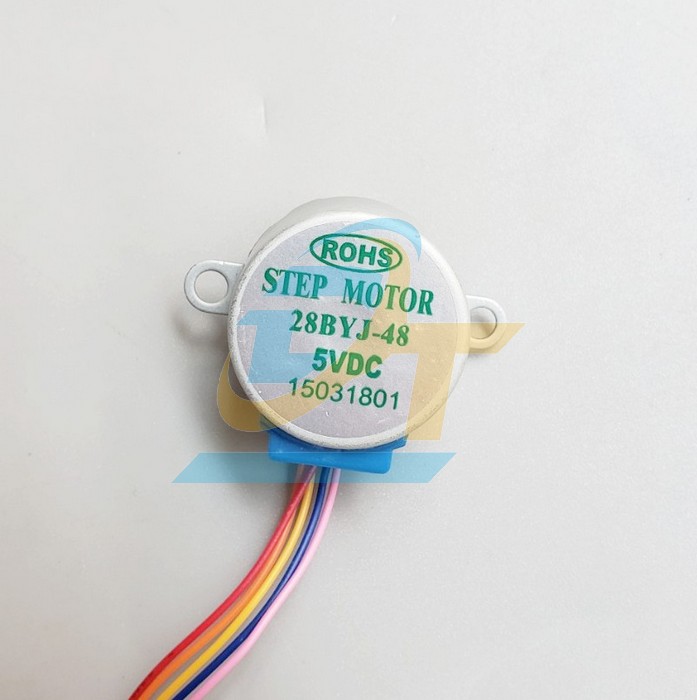 ROHS
STEP MOTOR
28BYJ-48
5VDC
15031801